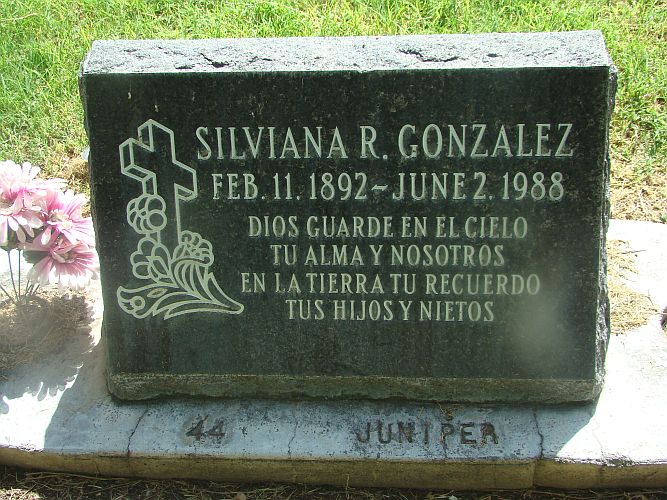 SILVIANA R. GONZALEZ
FEB. 11. 1892 ~ JUNE 2. 1988
DIOS GUARDE EN EL CIELO
TU ALMA Y NOSOTROS
EN LA TIERRA TU RECUERDO
TUS HIJOS Y NIETOS
44 JUNIPER